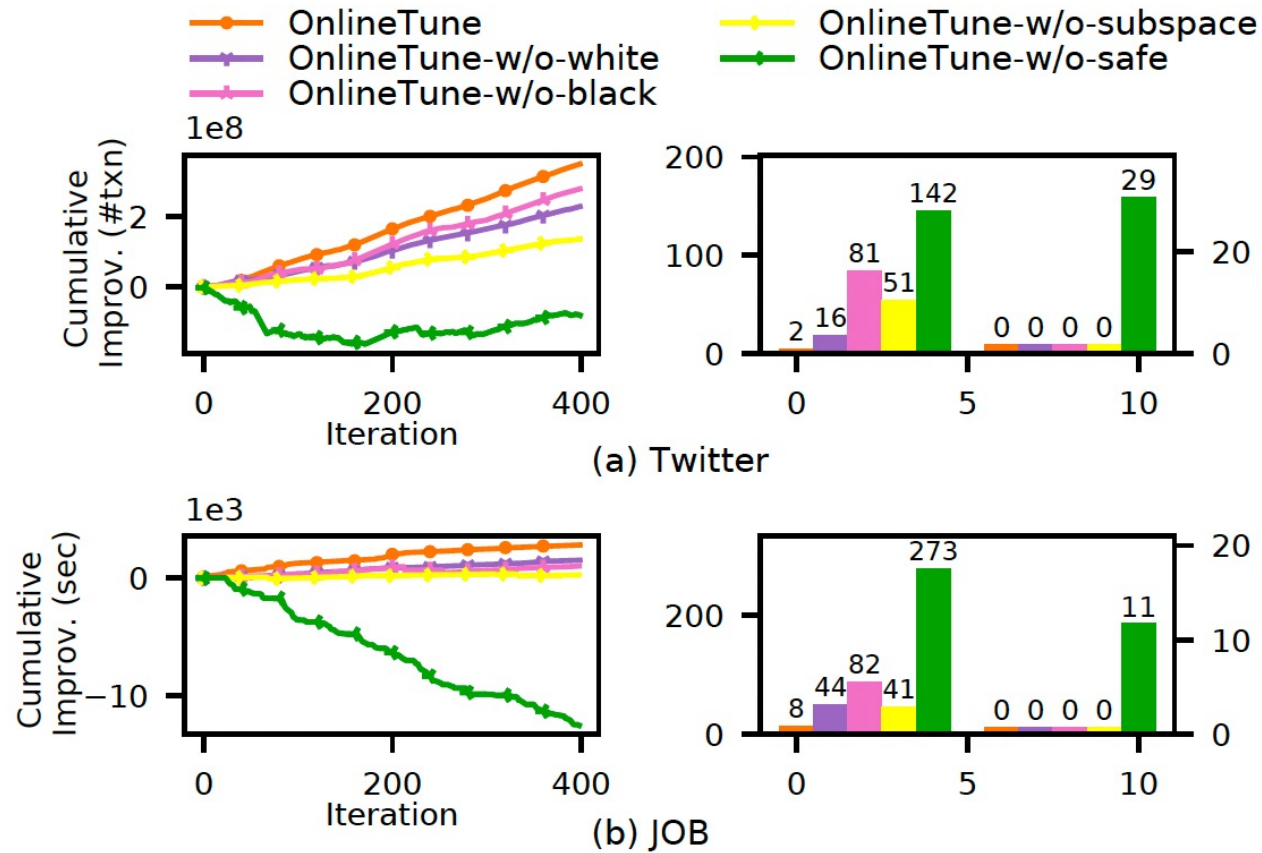 OnlineTune
OnlineTune-w/o-white
OnlineTune-w/o-black
OnlineTune-w/o-subspace
OnlineTune-w/o-safe
1e8
Cumulative
Improv. (#txn)
2
0
0 200 400
Iteration
200
100
0
2 16 81 51 142
0 0 0 0 29
20
0
0 5 10
(a) Twitter
1e3
Cumulative
Improv. (sec)
0
−10
0 200 400
Iteration
200
0
8 44 82 41 273
0 0 0 0 11
20
10
0
0 5 10
(b) JOB